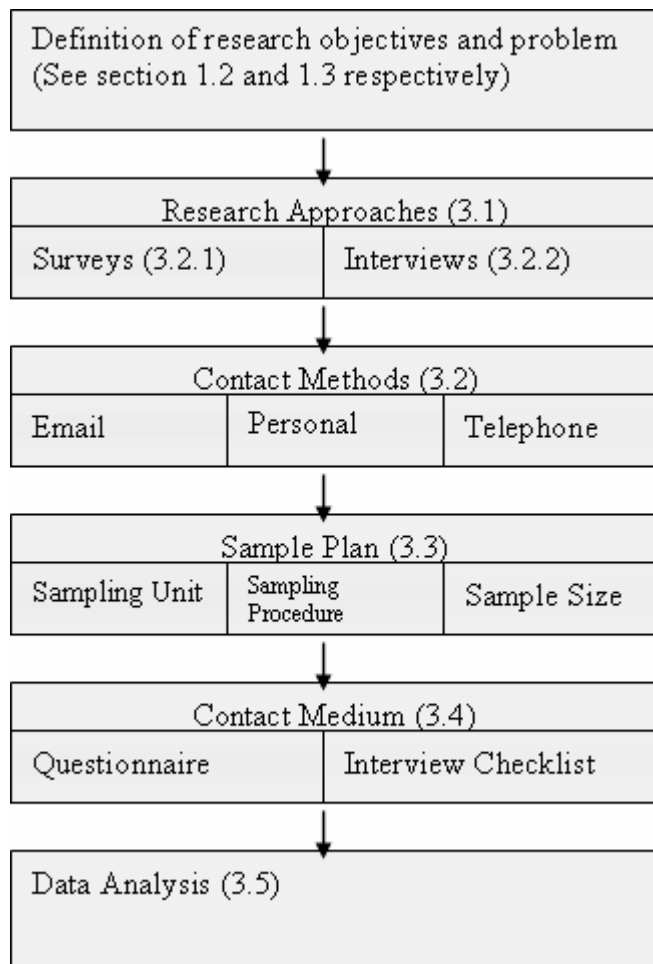 Definition of research objectives and problem
(See section 1.2 and 1.3 respectively)
Research Approaches (3.1)
Surveys (3.2.1)
Interviews (3.2.2)
Contact Methods (3.2)
Email
Personal
Telephone
Sample Plan (3.3)
Sampling Unit
Sampling
Procedure
Sample Size
Contact Medium (3.4)
Questionnaire
Interview Checklist
Data Analysis (3.5)